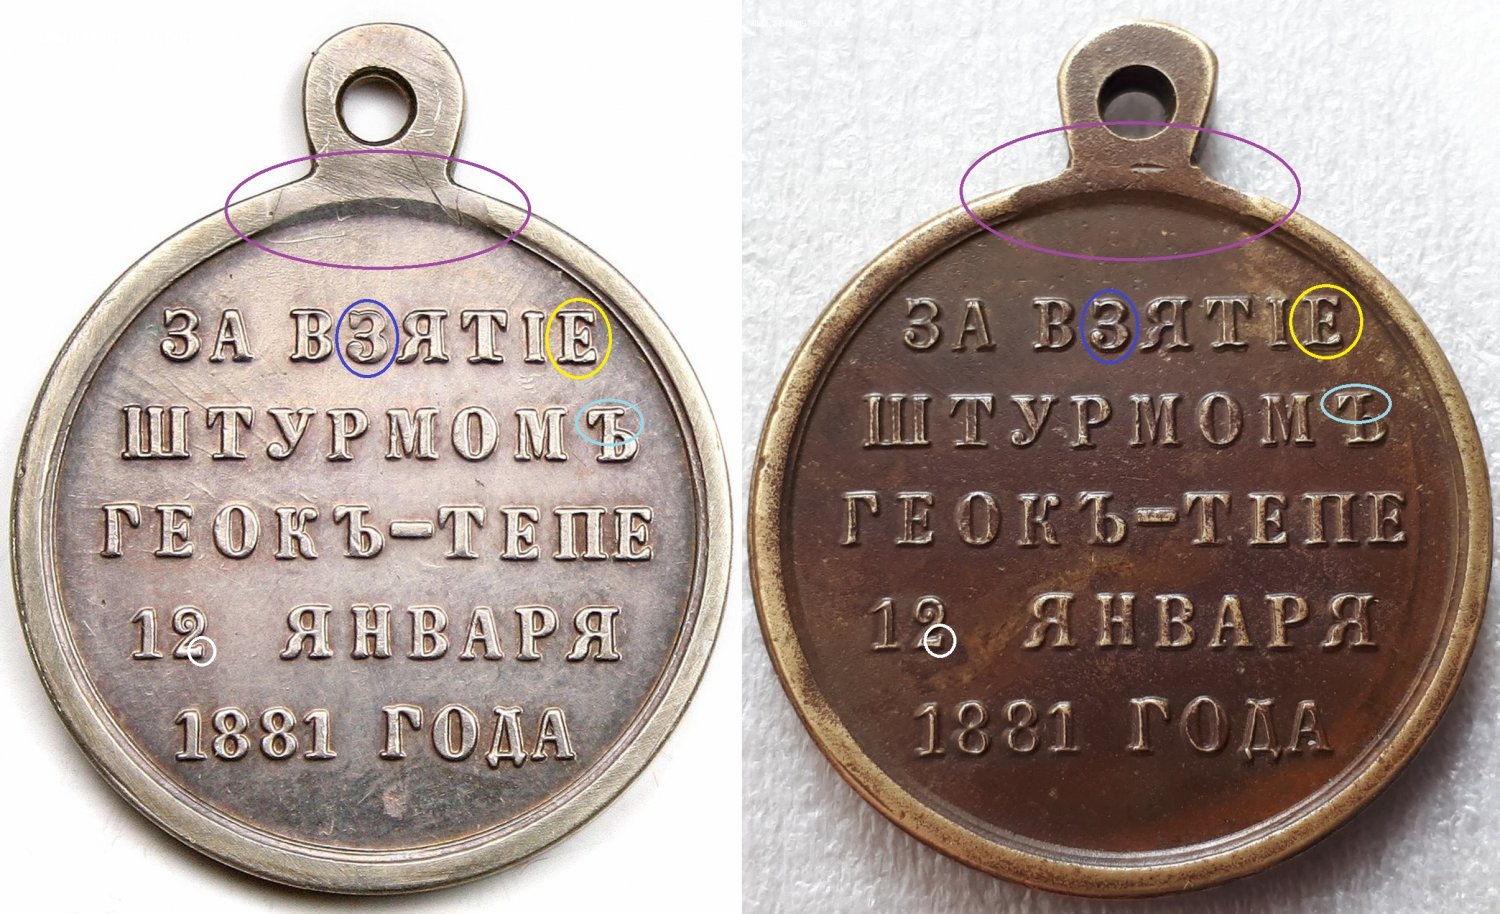 ЗА ВЗЯТІЕ
ШТУРМОМЪ
ГЕОКЪ-ТЕПЕ
12 ЯНВАРЯ
1881 ГОДА
ЗА ВЗЯТІЕ
ШТУРМОМЪ
ГЕОКЪ-ТЕПЕ
12 ЯНВАРЯ
1881 ГОДА